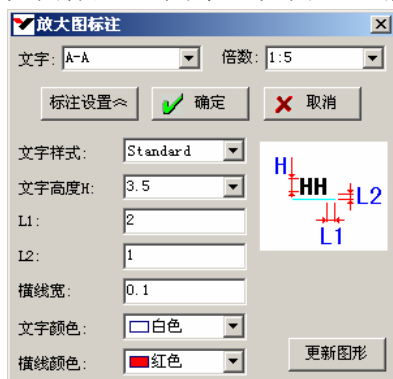 放大图标注
文字: A-A 倍数: 1:5
标注设置 确定 取消
文字样式: Standard
文字高度H: 3.5
L1: 2
L2: 1
横线宽: 0.1
文字颜色: 白色
横线颜色: 红色
H
HH
L2
L1
更新图形